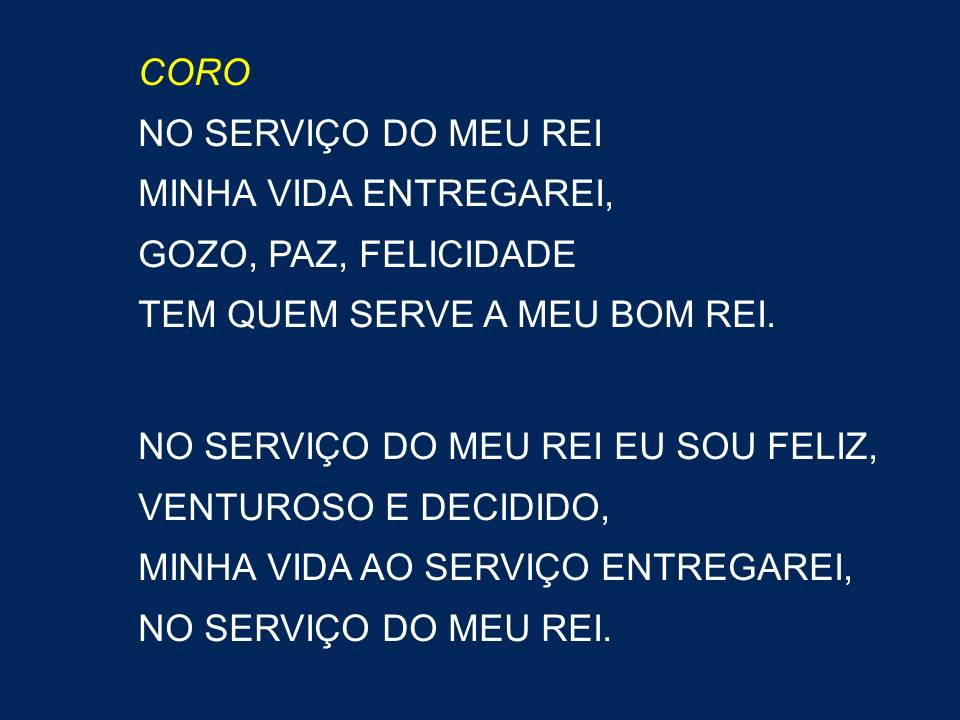 CORO
NO SERVIÇO DO MEU REI
MINHA VIDA ENTREGAREI,
GOZO, PAZ, FELICIDADE
TEM QUEM SERVE A MEU BOM REI.
NO SERVIÇO DO MEU REI EU SOU FELIZ,
VENTUROSO E DECIDIDO,
MINHA VIDA AO SERVIÇO ENTREGAREI,
NO SERVIÇO DO MEU REI.